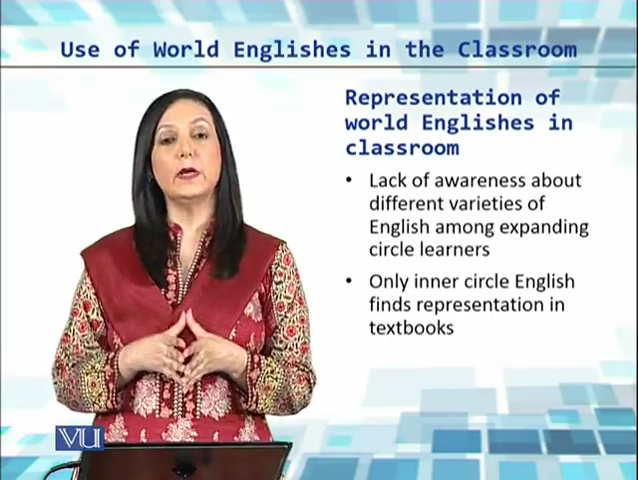 Use of World Englishes in the Classroom
Representation of
world Englishes in
classroom
• Lack of awareness about
different varieties of
English among expanding
circle learners
• Only inner circle English
finds representation in
textbooks
VU